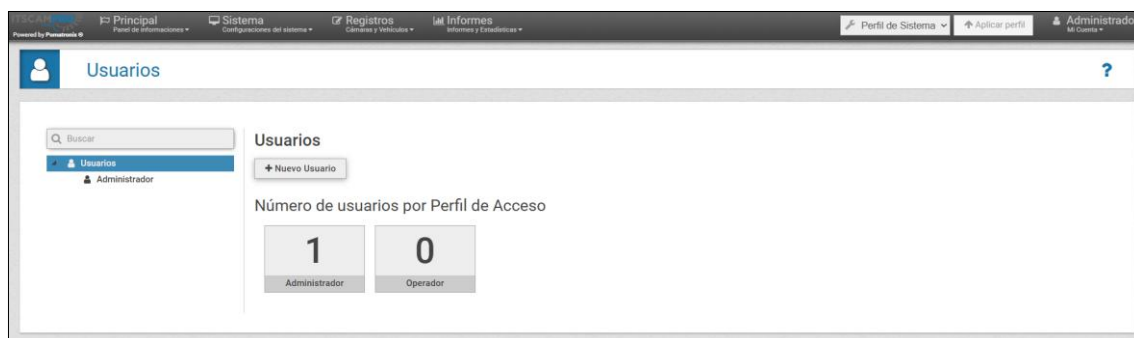 ITSCAMPRO
Powered by Pumatronix ®
Principal
Panel de informaciones
Sistema
Configuraciones del sistema
Registros
Cámaras y Vehículos
Informes
Informes y Estadísticas
Perfil de Sistema
Aplicar perfil
Administrado
Mi Cuenta
Usuarios
?
Buscar
Usuarios
Administrador
Usuarios
+ Nuevo Usuario
Número de usuarios por Perfil de Acceso
1
Administrador
0
Operador